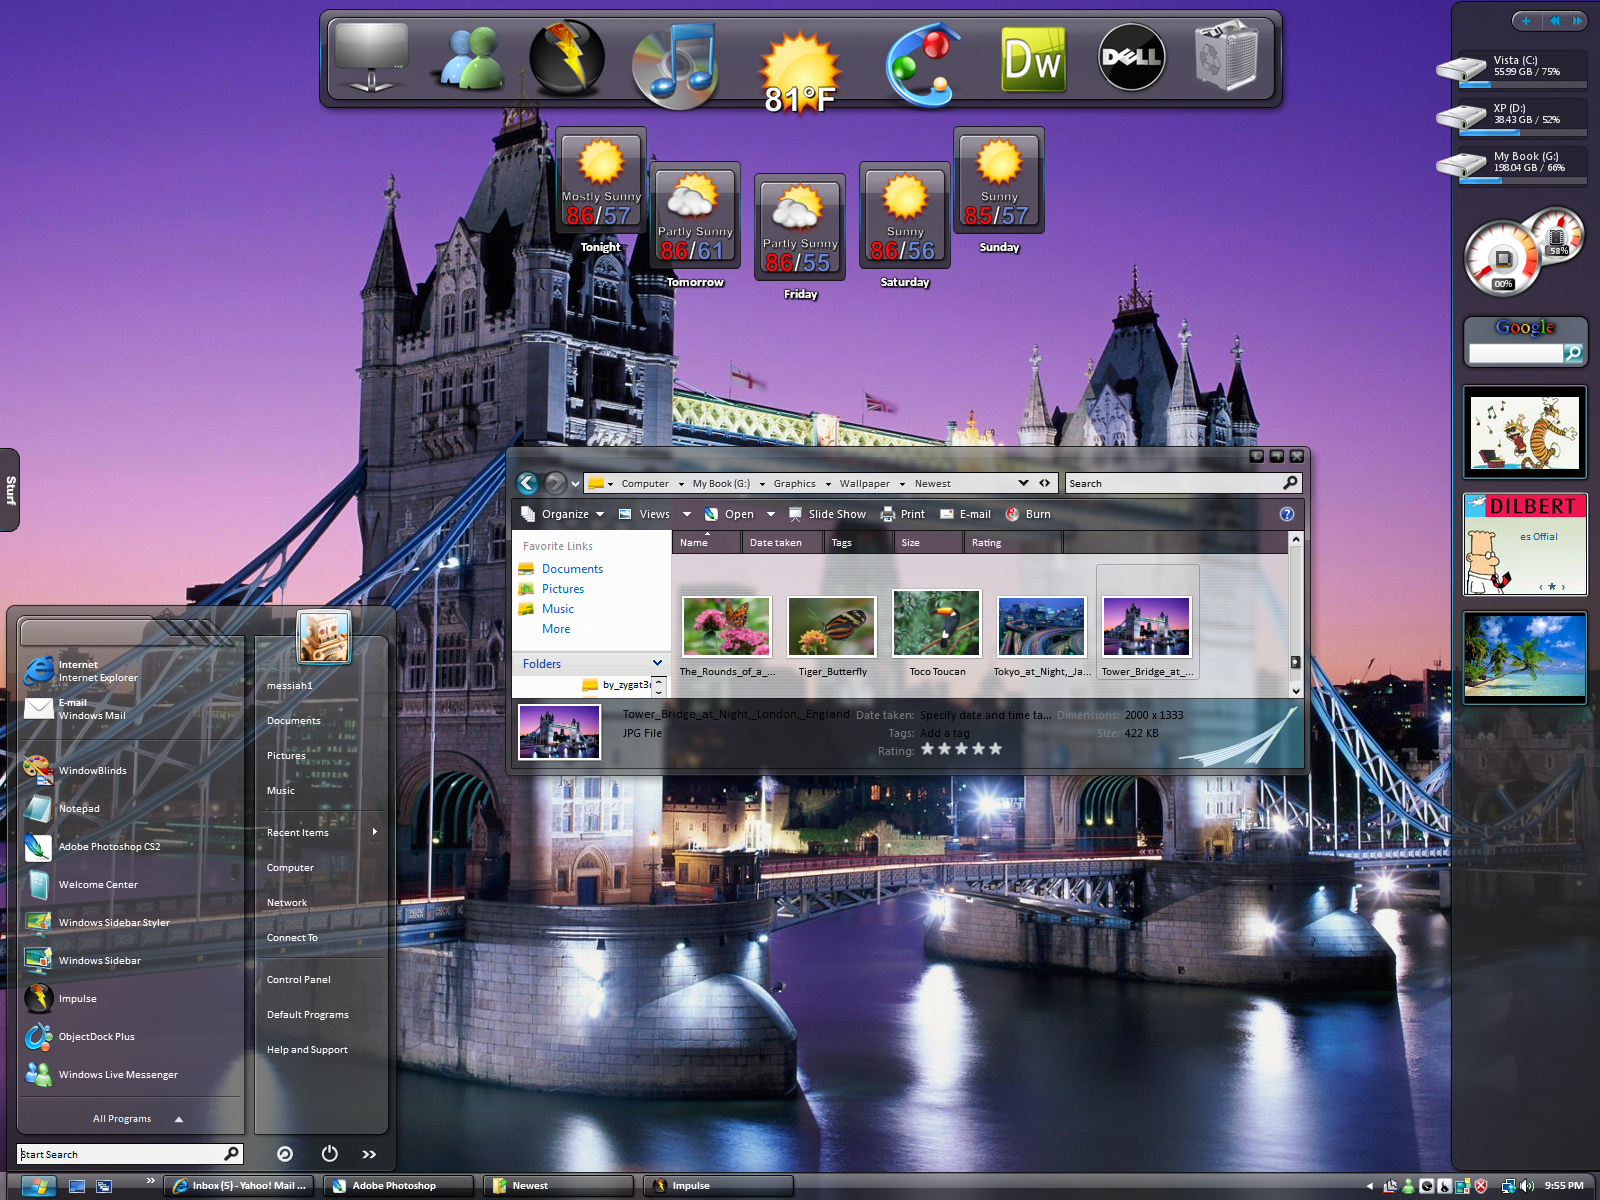 Dw
DELL
81°F
Mostly Sunny
86/57
Tonight
Partly Sunny
86/61
Tomorrow
Partly Sunny
86/55
Friday
Sunny
86/56
Saturday
Sunny
85/57
Sunday
Vista (C:)
55.99 GB / 75%
XP (D:)
38.43 GB / 52%
My Book (G:)
198.04 GB / 66%
58%
00%
Google
DILBERT
es Offial
Stuff
Computer
My Book (G:)
Graphics
Wallpaper
Newest
Search
Organize
Views
Open
Slide Show
Print
E-mail
Burn
Favorite Links
Documents
Pictures
Music
More
Folders
by_zygat3r
Name
Date taken
Tags
Size
Rating
The_Rounds_of_a_...
Tiger_Butterfly
Toco Toucan
Tokyo_at_Night,_Ja...
Tower_Bridge_at_...
Tower_Bridge_at_Night,_London,_England
JPG File
Date taken: Specify date and time ta...
Tags: Add a tag
Rating:
Dimensions: 2000 x 1333
Size: 422 KB
Internet
Internet Explorer
E-mail
Windows Mail
WindowBlinds
Notepad
Adobe Photoshop CS2
Welcome Center
Windows Sidebar Styler
Windows Sidebar
Impulse
ObjectDock Plus
Windows Live Messenger
All Programs
Start Search
messiah1
Documents
Pictures
Music
Recent Items
Computer
Network
Connect To
Control Panel
Default Programs
Help and Support
Inbox (5) - Yahoo! Mail ...
Adobe Photoshop
Newest
Impulse
9:55 PM